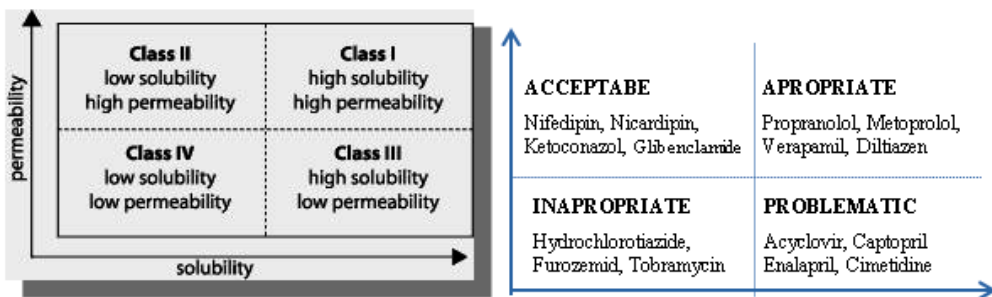 permeability
Class II
low solubility
high permeability
Class I
high solubility
high permeability
Class IV
low solubility
low permeability
Class III
high solubility
low permeability
solubility
ACCEPTABE
Nifedipin, Nicardipin,
Ketoconazol, Glibenclamide
APROPRIATE
Propranolol, Metoprolol,
Verapamil, Diltiazen
INAPROPRIATE
Hydrochlorotiazide,
Furozemid, Tobramycin
PROBLEMATIC
Acyclovir, Captopril
Enalapril, Cimetidine